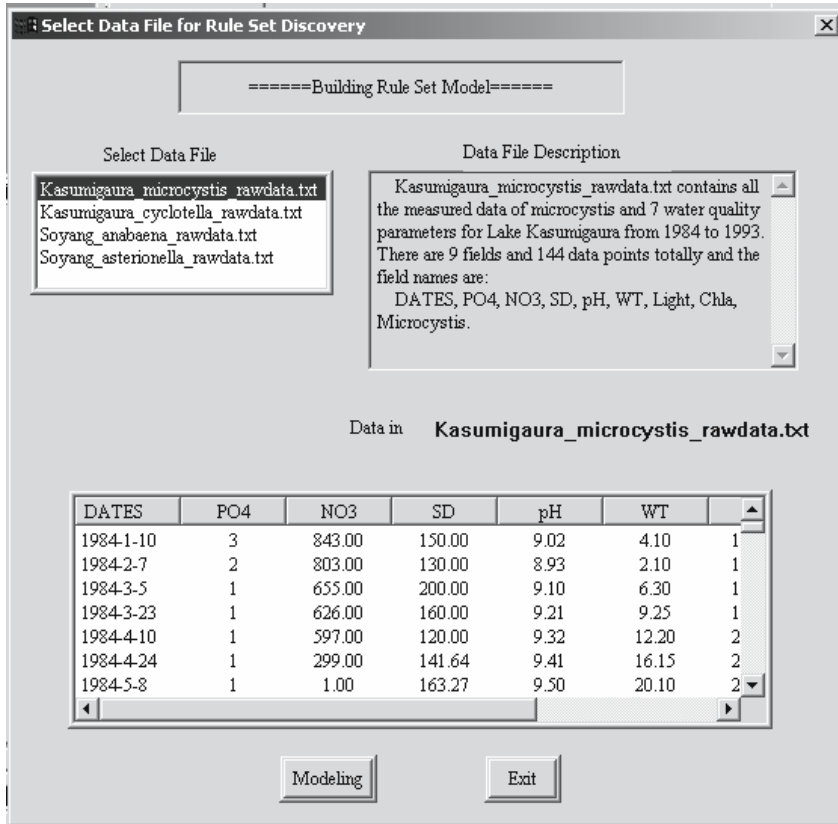 Select Data File for Rule Set Discovery
======Building Rule Set Model======
Select Data File
Kasumigaura_microcystis_rawdata.txt
Kasumigaura_cyclotella_rawdata.txt
Soyang_anabaena_rawdata.txt
Soyang_asterionella_rawdata.txt
Data File Description
Kasumigaura_microcystis_rawdata.txt contains all
the measured data of microcystis and 7 water quality
parameters for Lake Kasumigaura from 1984 to 1993.
There are 9 fields and 144 data points totally and the
field names are:
DATES, PO4, NO3, SD, pH, WT, Light, Chla,
Microcystis.
Data in Kasumigaura_microcystis_rawdata.txt
DATES PO4 NO3 SD pH WT
1984-1-10 3 843.00 150.00 9.02 4.10 1
1984-2-7 2 803.00 130.00 8.93 2.10 1
1984-3-5 1 655.00 200.00 9.10 6.30 1
1984-3-23 1 626.00 160.00 9.21 9.25 1
1984-4-10 1 597.00 120.00 9.32 12.20 2
1984-4-24 1 299.00 141.64 9.41 16.15 2
1984-5-8 1 1.00 163.27 9.50 20.10 2
Modeling Exit